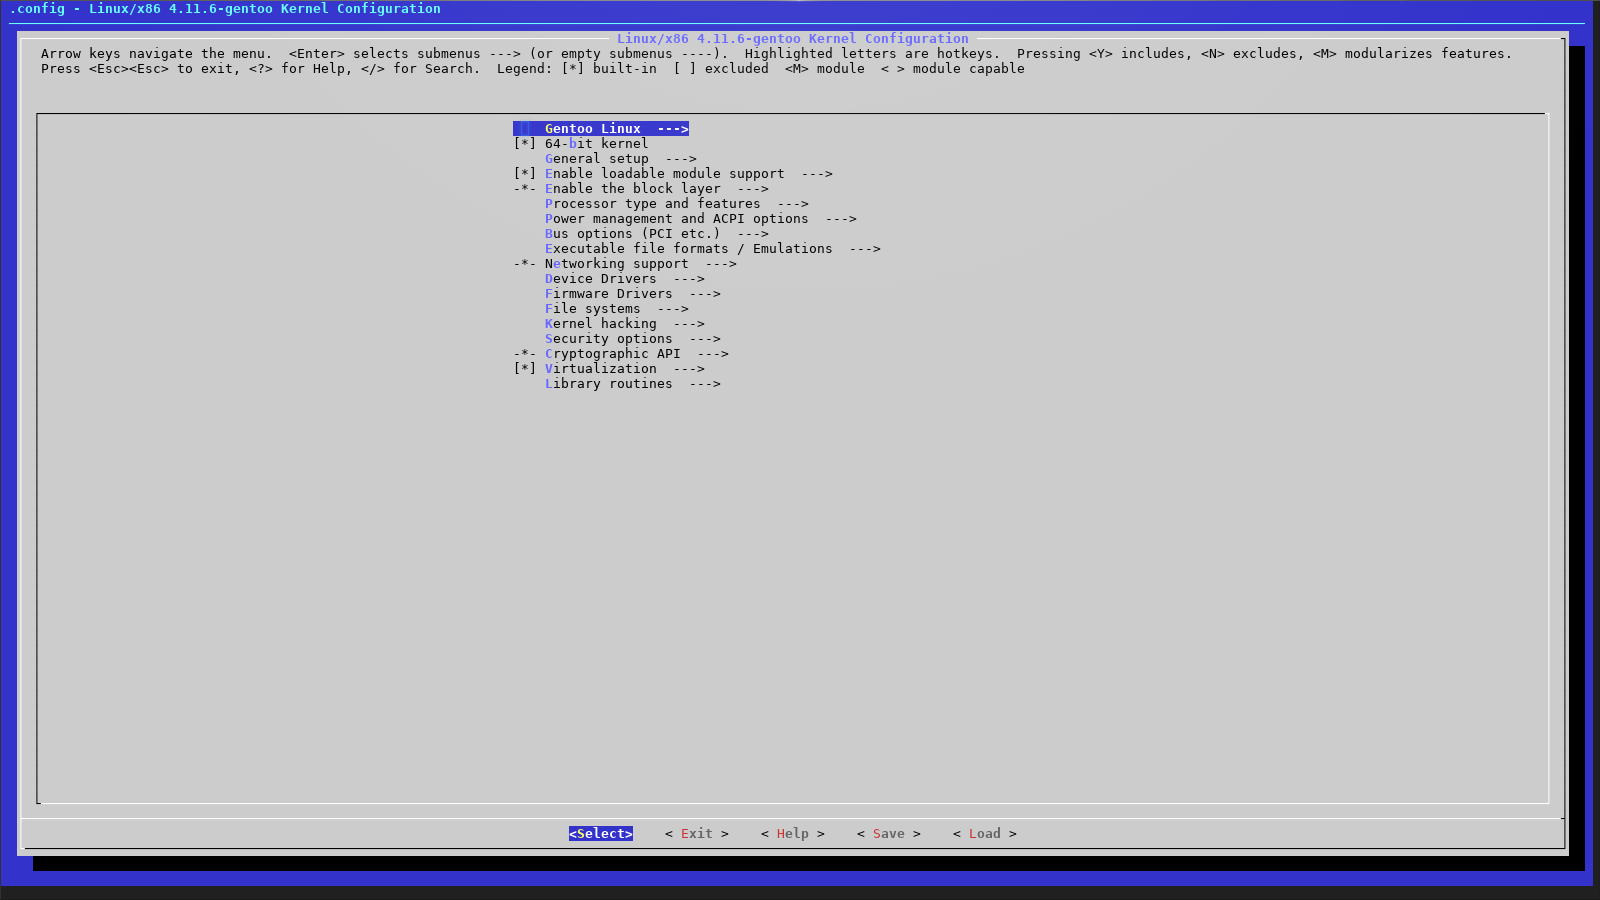 .config - Linux/x86 4.11.6-gentoo Kernel Configuration
Linux/x86 4.11.6-gentoo Kernel Configuration
Arrow keys navigate the menu.  <Enter> selects submenus ---> (or empty submenus ----).  Highlighted letters are hotkeys.  Pressing <Y> includes, <N> excludes, <M> modularizes features.
Press <Esc><Esc> to exit, <?> for Help, </> for Search.  Legend: [*] built-in  [ ] excluded  <M> module  < > module capable
Gentoo Linux  --->
[*] 64-bit kernel
General setup  --->
[*] Enable loadable module support  --->
-*- Enable the block layer  --->
Processor type and features  --->
Power management and ACPI options  --->
Bus options (PCI etc.)  --->
Executable file formats / Emulations  --->
-*- Networking support  --->
Device Drivers  --->
Firmware Drivers  --->
File systems  --->
Kernel hacking  --->
Security options  --->
-*- Cryptographic API  --->
[*] Virtualization  --->
Library routines  --->
<Select>    < Exit >    < Help >    < Save >    < Load >